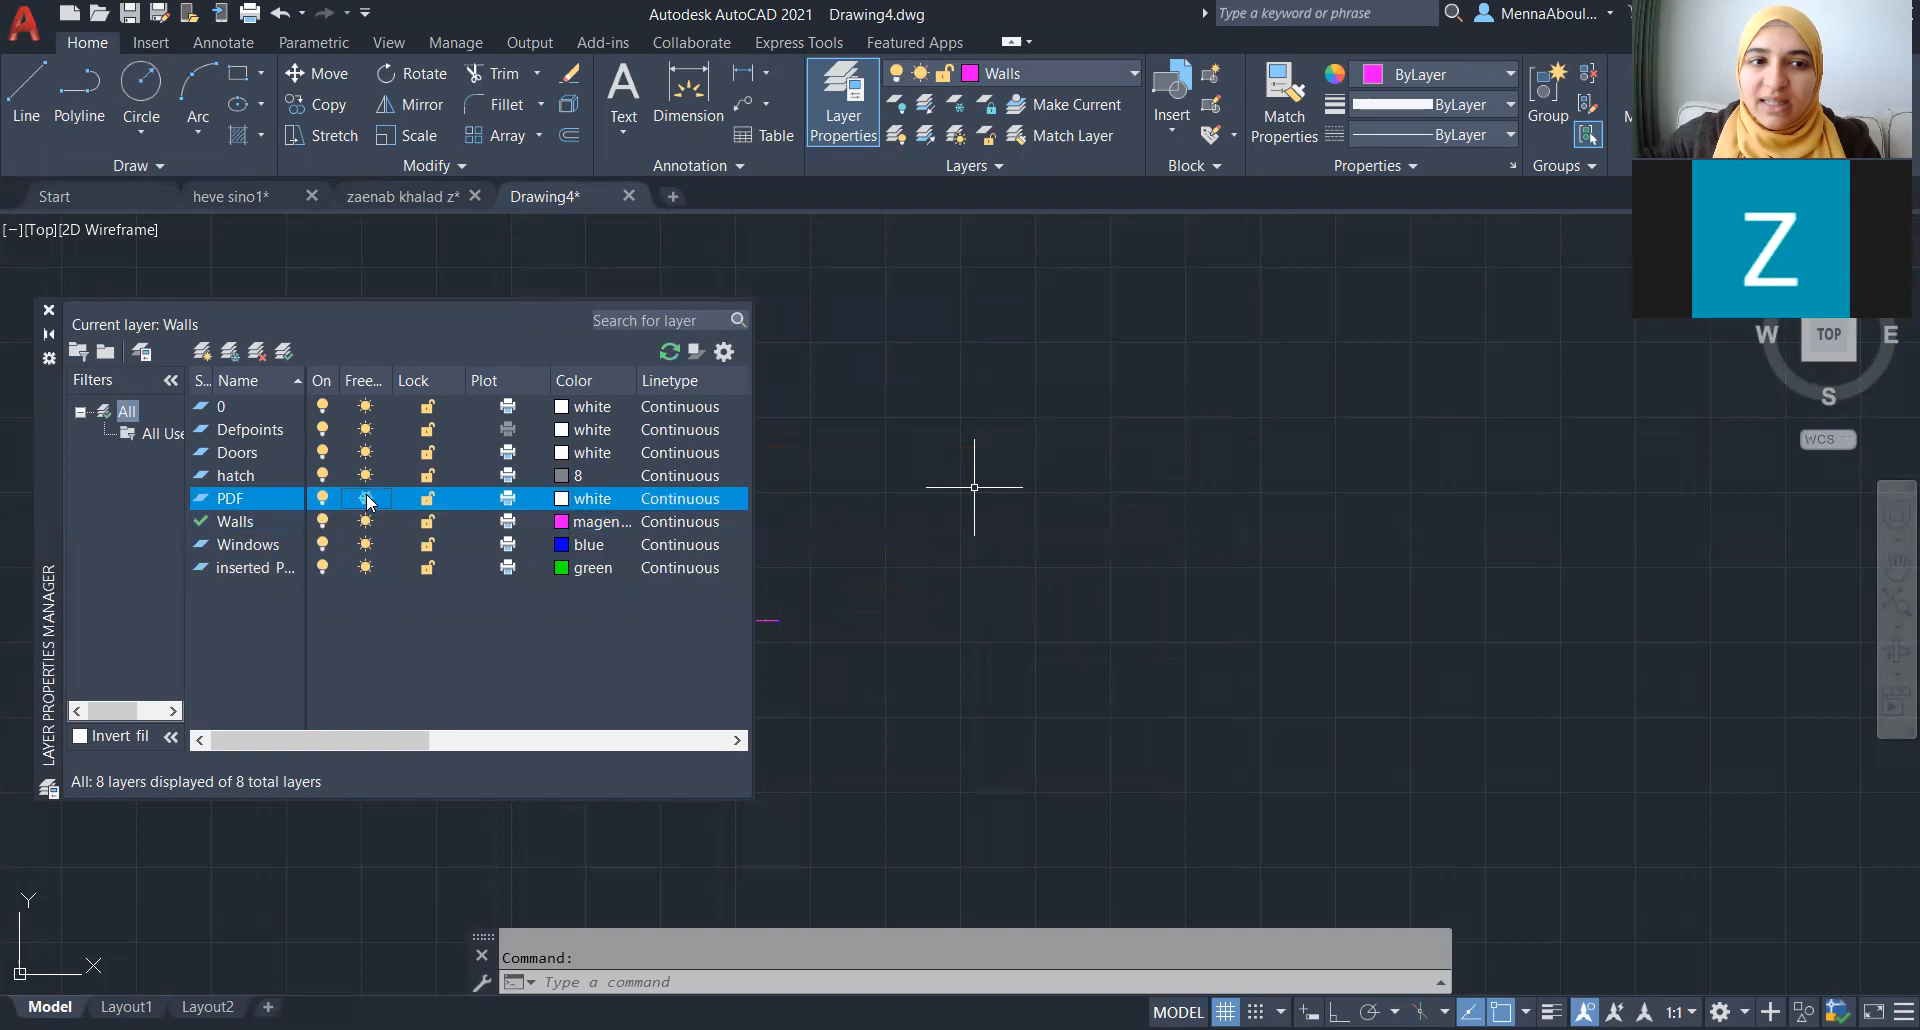 Autodesk AutoCAD 2021 Drawing4.dwg
Type a keyword or phrase
MennaAboul...
Home Insert Annotate Parametric View Manage Output Add-ins Collaborate Express Tools Featured Apps
Line Polyline Circle Arc
Move Rotate Trim
Copy Mirror Fillet
Stretch Scale Array
Text Dimension Table
Layer Properties
Walls
Make Current
Match Layer
Insert
Match Properties
ByLayer
ByLayer
ByLayer
Group
Draw Modify Annotation Layers Block Properties Groups
Start heve sino1* zaenab khalad z* Drawing4*
[−][Top][2D Wireframe]
Z
W TOP E
S
WCS
Current layer: Walls
Search for layer
Filters
All
All Use
Invert fil
S... Name On Free... Lock Plot Color Linetype
0 white Continuous
Defpoints white Continuous
Doors white Continuous
hatch 8 Continuous
PDF white Continuous
Walls magen... Continuous
Windows blue Continuous
inserted P... green Continuous
LAYER PROPERTIES MANAGER
All: 8 layers displayed of 8 total layers
Y
X
Command:
Type a command
Model Layout1 Layout2
MODEL 1:1